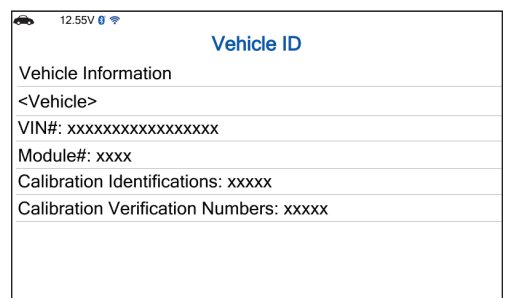 12.55V
Vehicle ID
Vehicle Information
<Vehicle>
VIN#: xxxxxxxxxxxxxxxxx
Module#: xxxx
Calibration Identifications: xxxxx
Calibration Verification Numbers: xxxxx